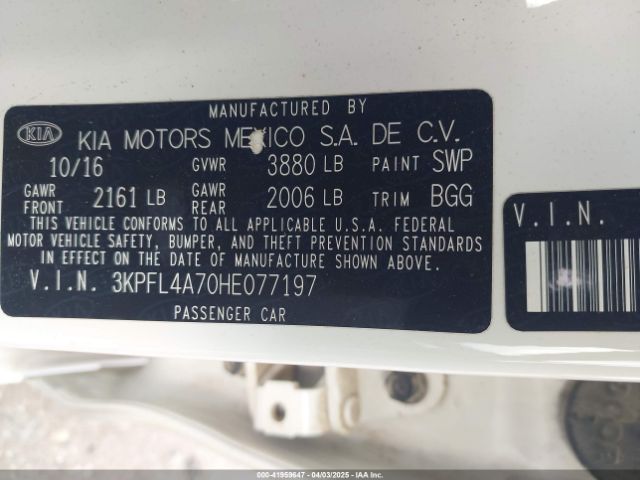 MANUFACTURED BY
KIA KIA MOTORS MEXICO S.A. DE C.V.
10/16 GVWR 3880 LB PAINT SWP
GAWR FRONT 2161 LB GAWR REAR 2006 LB TRIM BGG
THIS VEHICLE CONFORMS TO ALL APPLICABLE U.S.A. FEDERAL
MOTOR VEHICLE SAFETY, BUMPER, AND THEFT PREVENTION STANDARDS
IN EFFECT ON THE DATE OF MANUFACTURE SHOWN ABOVE.
V.I.N. 3KPFL4A70HE077197
PASSENGER CAR
V.I.N.
000-41959647 - 04/03/2025 - IAAI.COM